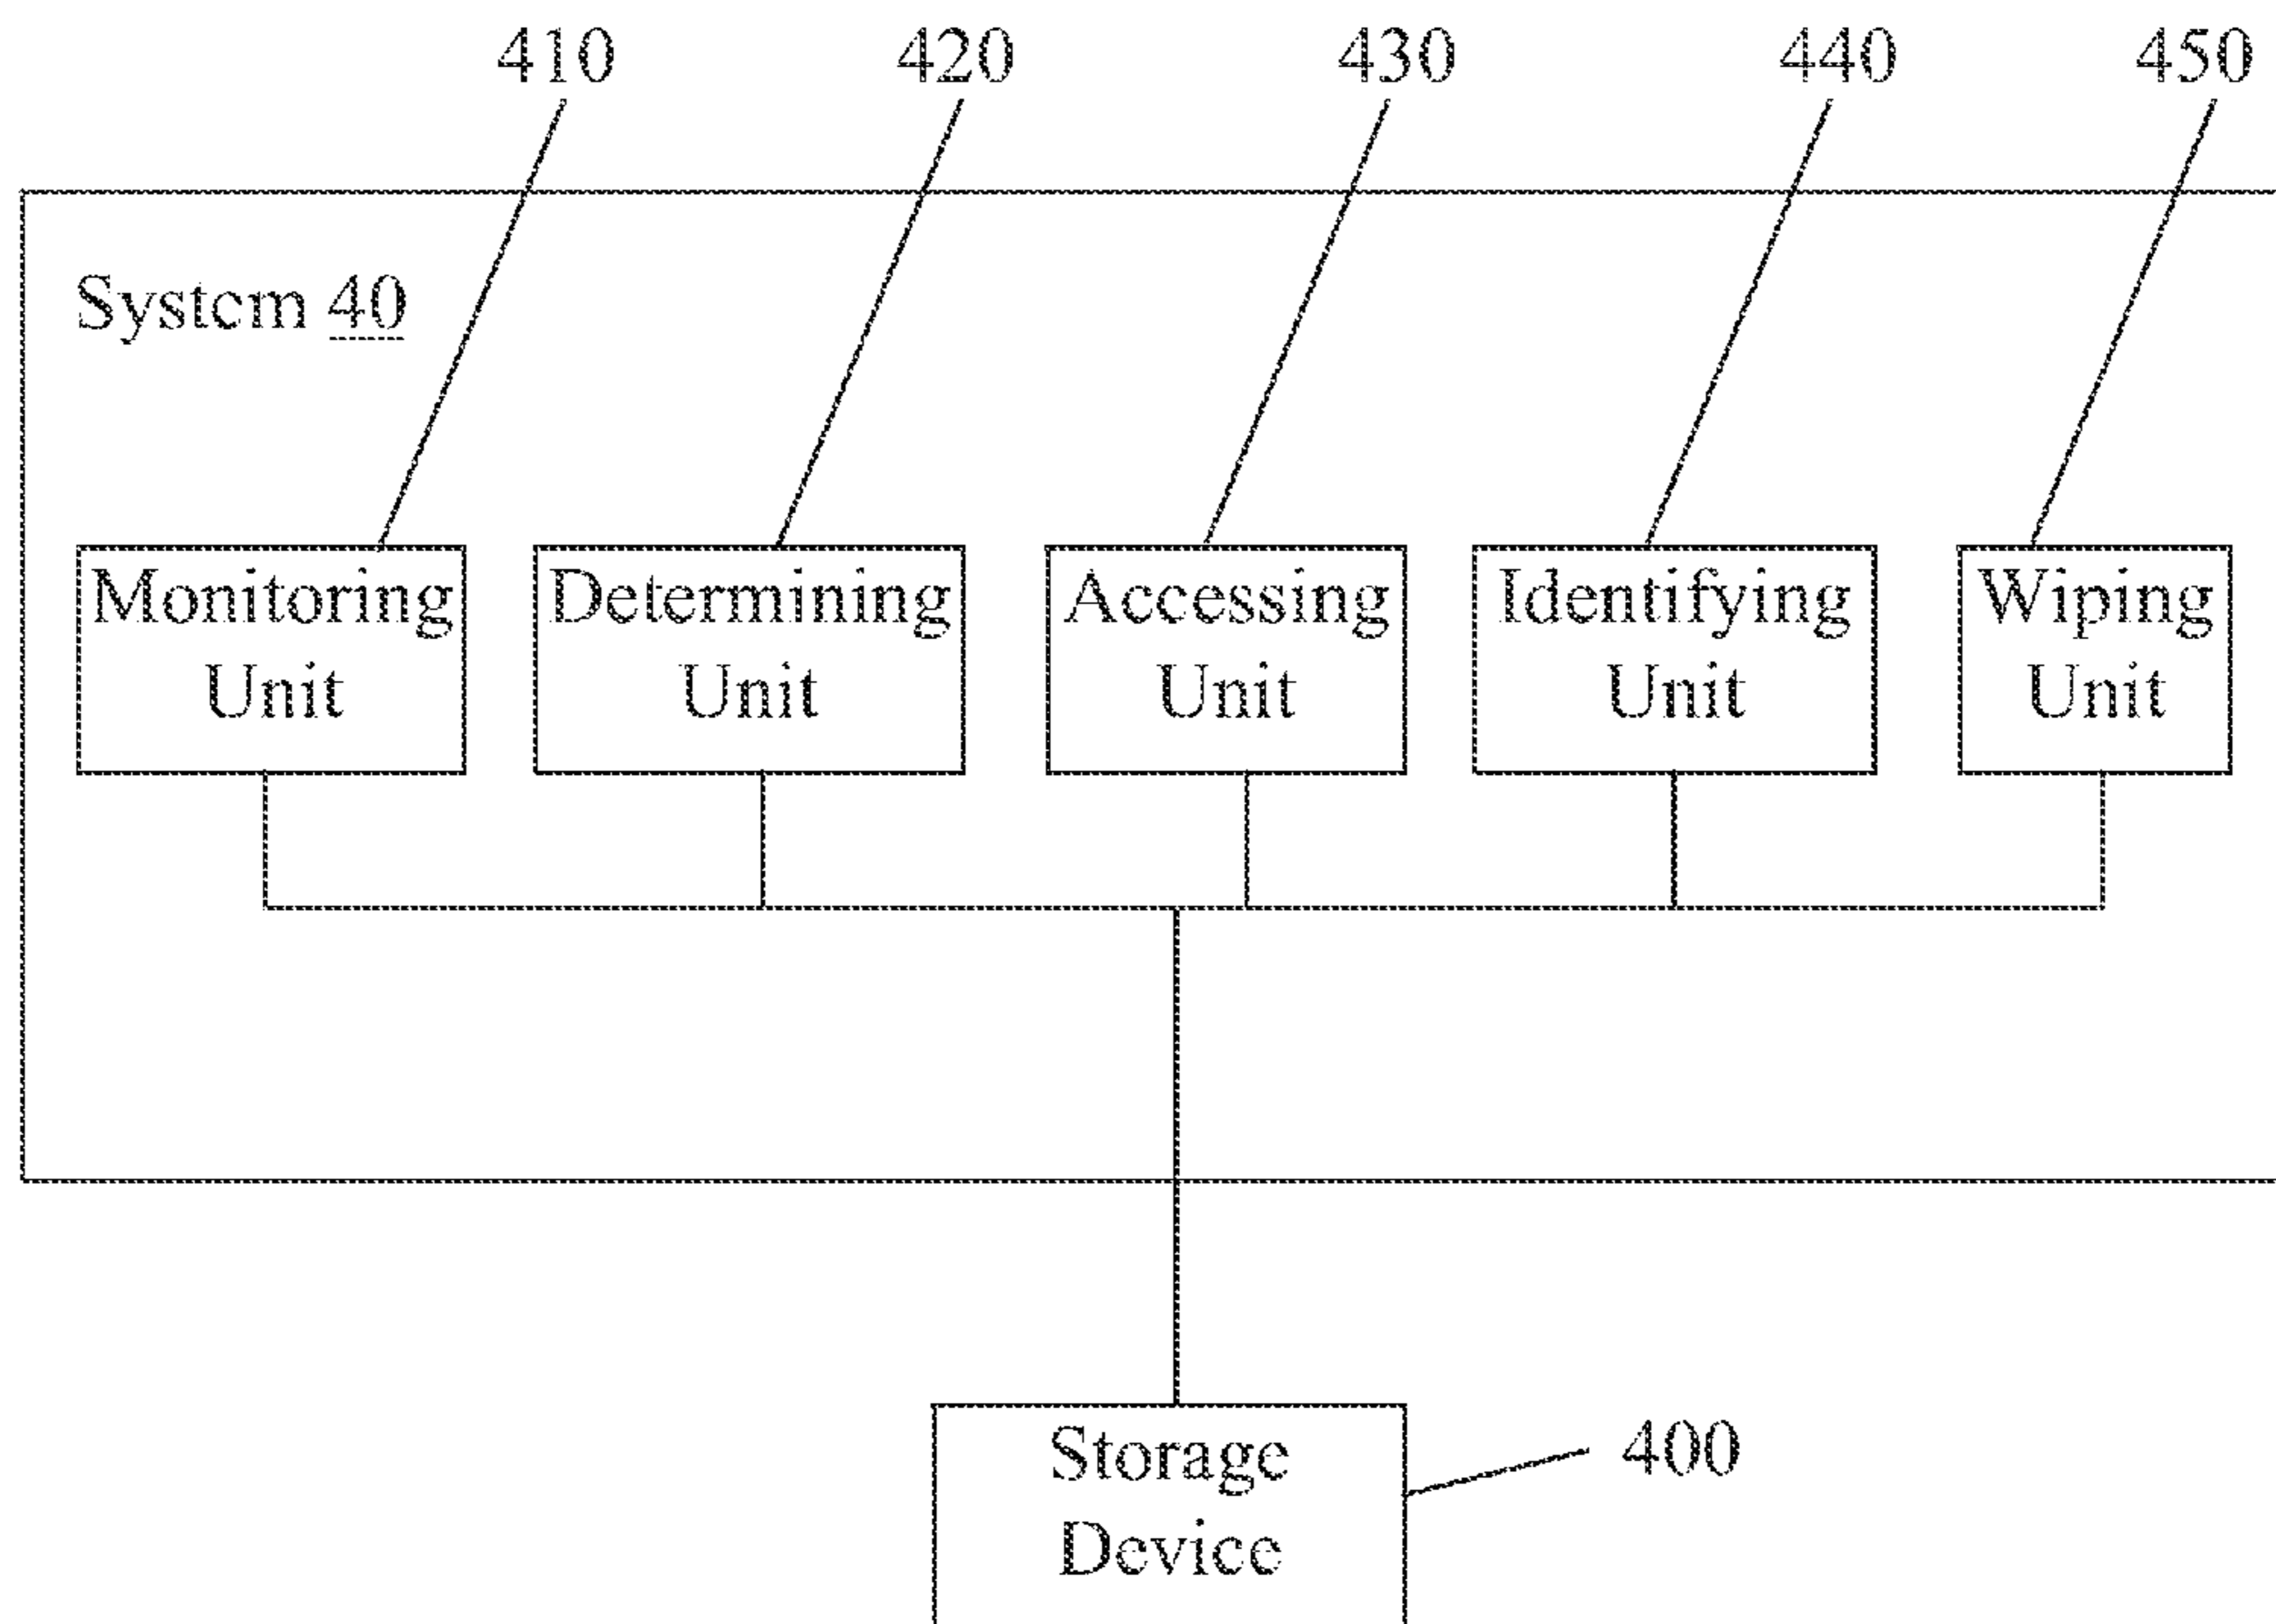 410 420 430 440 450
System 40
Monitoring Unit
Determining Unit
Accessing Unit
Identifying Unit
Wiping Unit
Storage Device
400